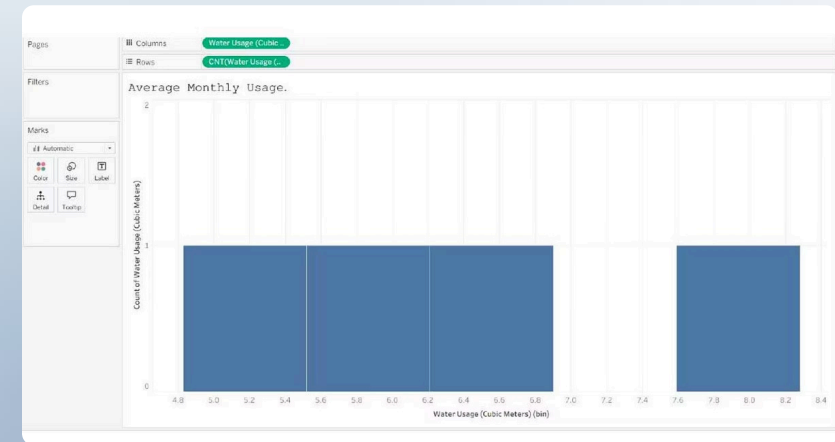 Pages
Columns
Water Usage (Cubic ..
Rows
CNT(Water Usage (..
Filters
Average Monthly Usage.
Marks
Automatic
Color
Size
Label
Detail
Tooltip
Count of Water Usage (Cubic Meters)
2
1
0
4.8 5.0 5.2 5.4 5.6 5.8 6.0 6.2 6.4 6.6 6.8 7.0 7.2 7.4 7.6 7.8 8.0 8.2 8.4
Water Usage (Cubic Meters) (bin)